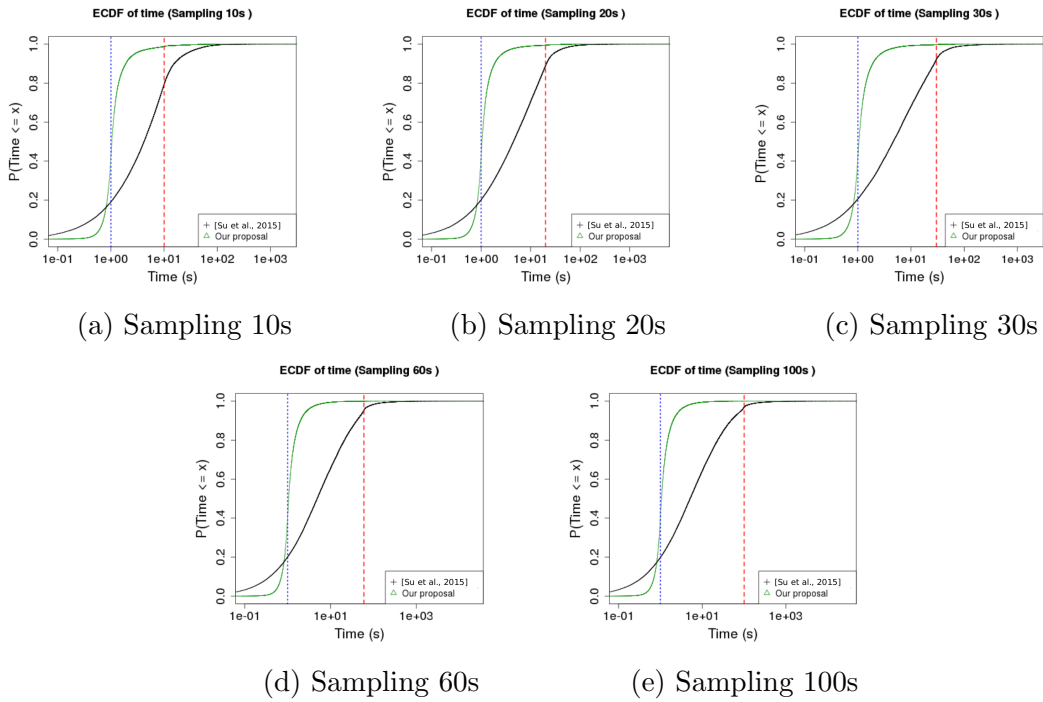 ECDF of time (Sampling 10s )
P(Time <= x)
1.0
0.8
0.6
0.4
0.2
0.0
+ [Su et al., 2015]
△ Our proposal
1e-01 1e+00 1e+01 1e+02 1e+03
Time (s)
(a) Sampling 10s
ECDF of time (Sampling 20s )
P(Time <= x)
1.0
0.8
0.6
0.4
0.2
0.0
+ [Su et al., 2015]
△ Our proposal
1e-01 1e+00 1e+01 1e+02 1e+03
Time (s)
(b) Sampling 20s
ECDF of time (Sampling 30s )
P(Time <= x)
1.0
0.8
0.6
0.4
0.2
0.0
+ [Su et al., 2015]
△ Our proposal
1e-01 1e+00 1e+01 1e+02 1e+03
Time (s)
(c) Sampling 30s
ECDF of time (Sampling 60s )
P(Time <= x)
1.0
0.8
0.6
0.4
0.2
0.0
+ [Su et al., 2015]
△ Our proposal
1e-01 1e+01 1e+03
Time (s)
(d) Sampling 60s
ECDF of time (Sampling 100s )
P(Time <= x)
1.0
0.8
0.6
0.4
0.2
0.0
+ [Su et al., 2015]
△ Our proposal
1e-01 1e+01 1e+03
Time (s)
(e) Sampling 100s